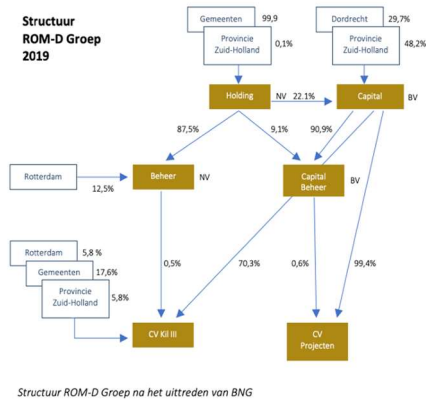 Structuur
ROM-D Groep
2019
Gemeenten
99,9
Provincie
Zuid-Holland
0,1%
Dordrecht
29,7%
Provincie
Zuid-Holland
48,2%
Holding
NV
22.1%
Capital
BV
87,5%
9,1%
90,9%
Rotterdam
12,5%
Beheer
NV
Capital
Beheer
BV
Rotterdam
5,8 %
Gemeenten
17,6%
Provincie
Zuid-Holland
5,8%
0,5%
70,3%
0,6%
99,4%
CV Kil III
CV
Projecten
Structuur ROM-D Groep na het uittreden van BNG